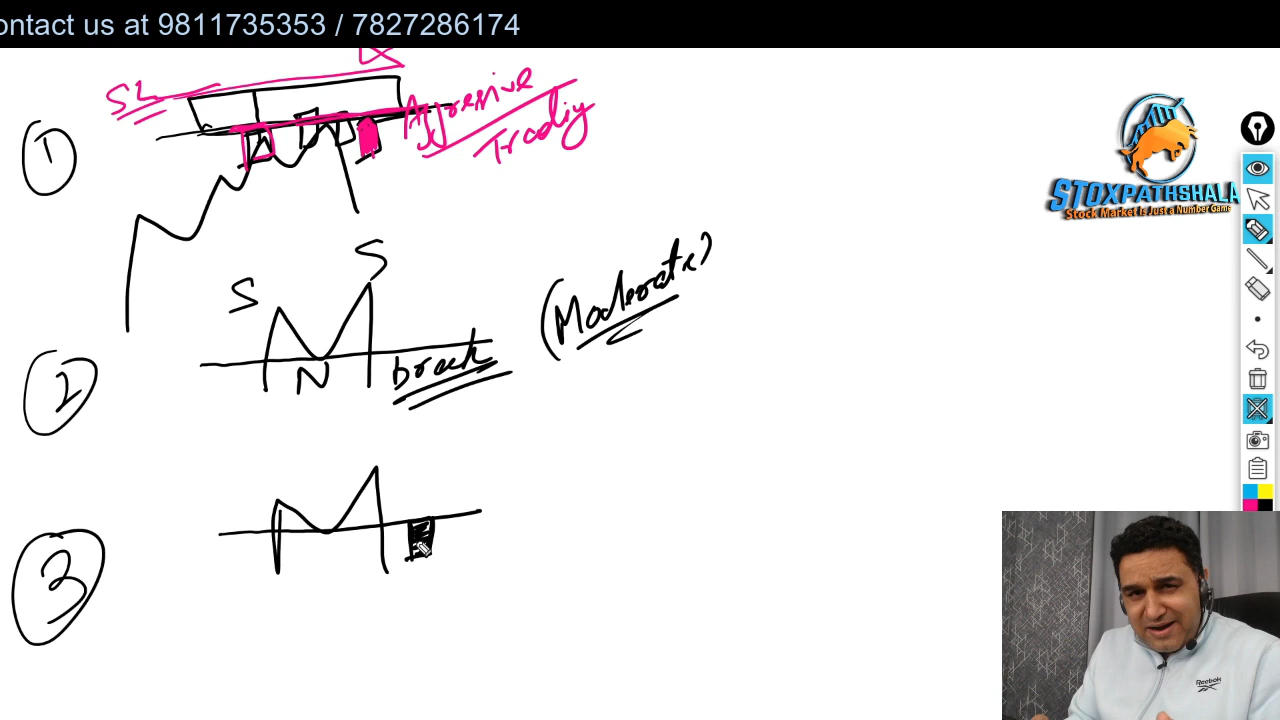 ontact us at 9811735353 / 7827286174
SL
Aggressive
Trading
1
STOXPATHSHALA
Stock Market is Just a Number Game
S
S
(Moderate)
2
N
break
3
Reebok